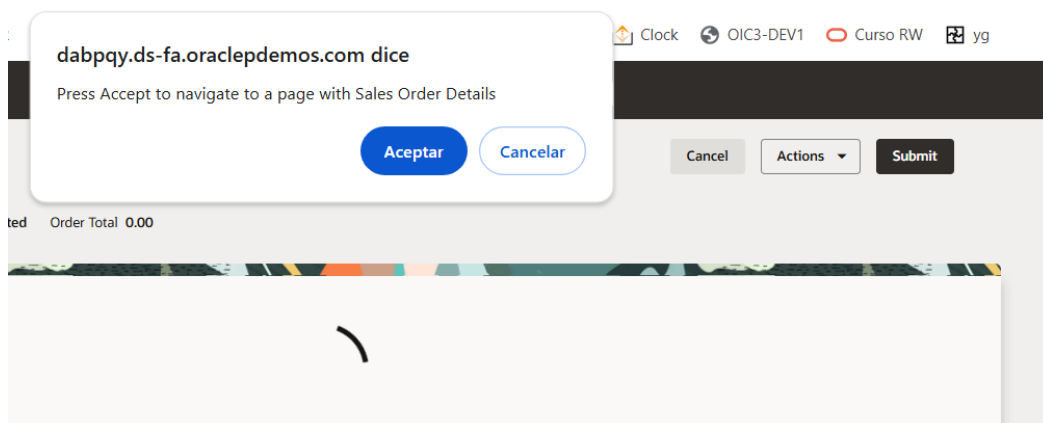 Clock OIC3-DEV1 Curso RW yg
dabpqy.ds-fa.oraclepdemos.com dice
Press Accept to navigate to a page with Sales Order Details
Aceptar Cancelar
Cancel Actions Submit
ted Order Total 0.00